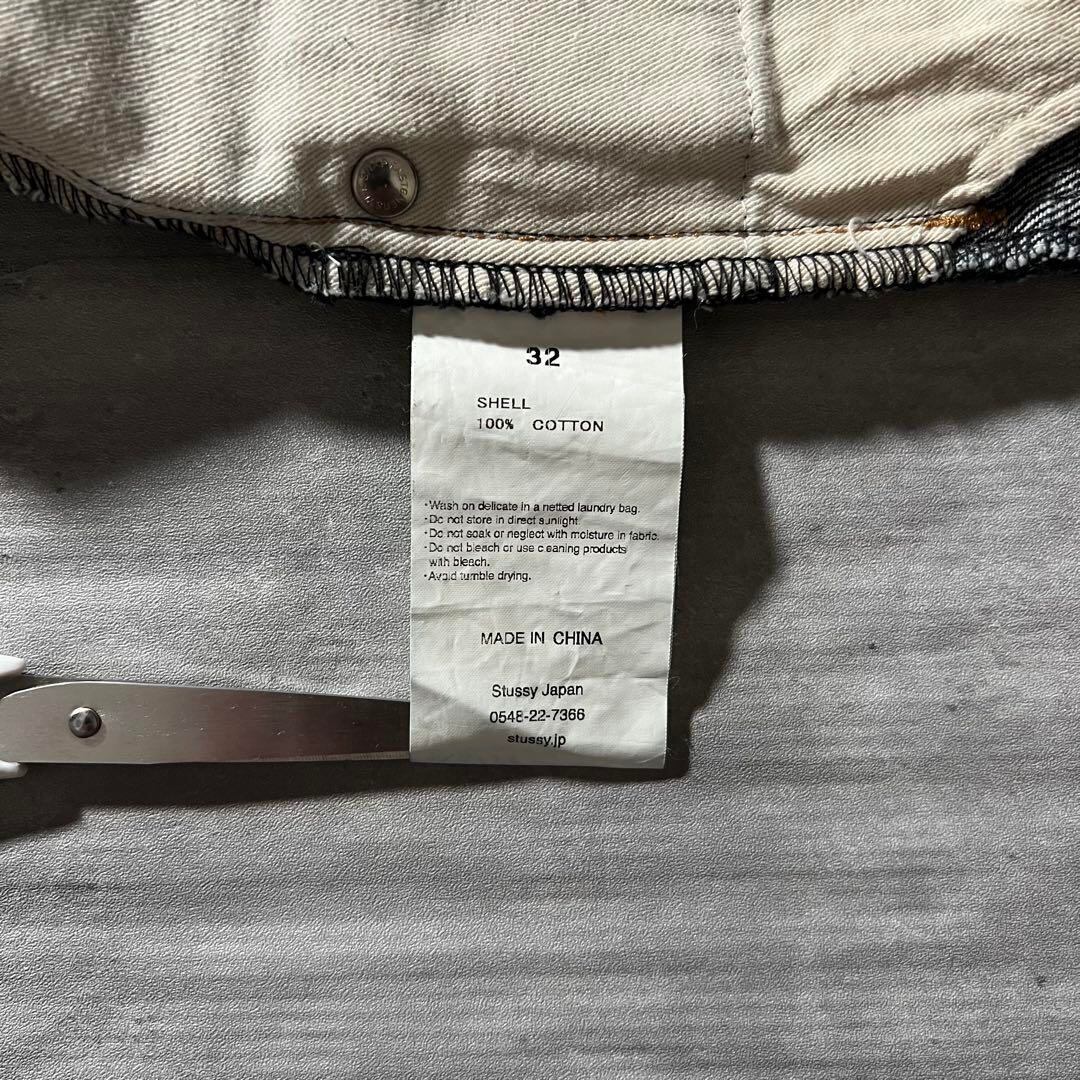 32
SHELL
100% COTTON
・Wash on delicate in a netted laundry bag.
・Do not store in direct sunlight.
・Do not soak or neglect with moisture in fabric.
・Do not bleach or use cleaning products
with bleach.
・Avoid tumble drying.
MADE IN CHINA
Stussy Japan
0548-22-7366
stussy.jp